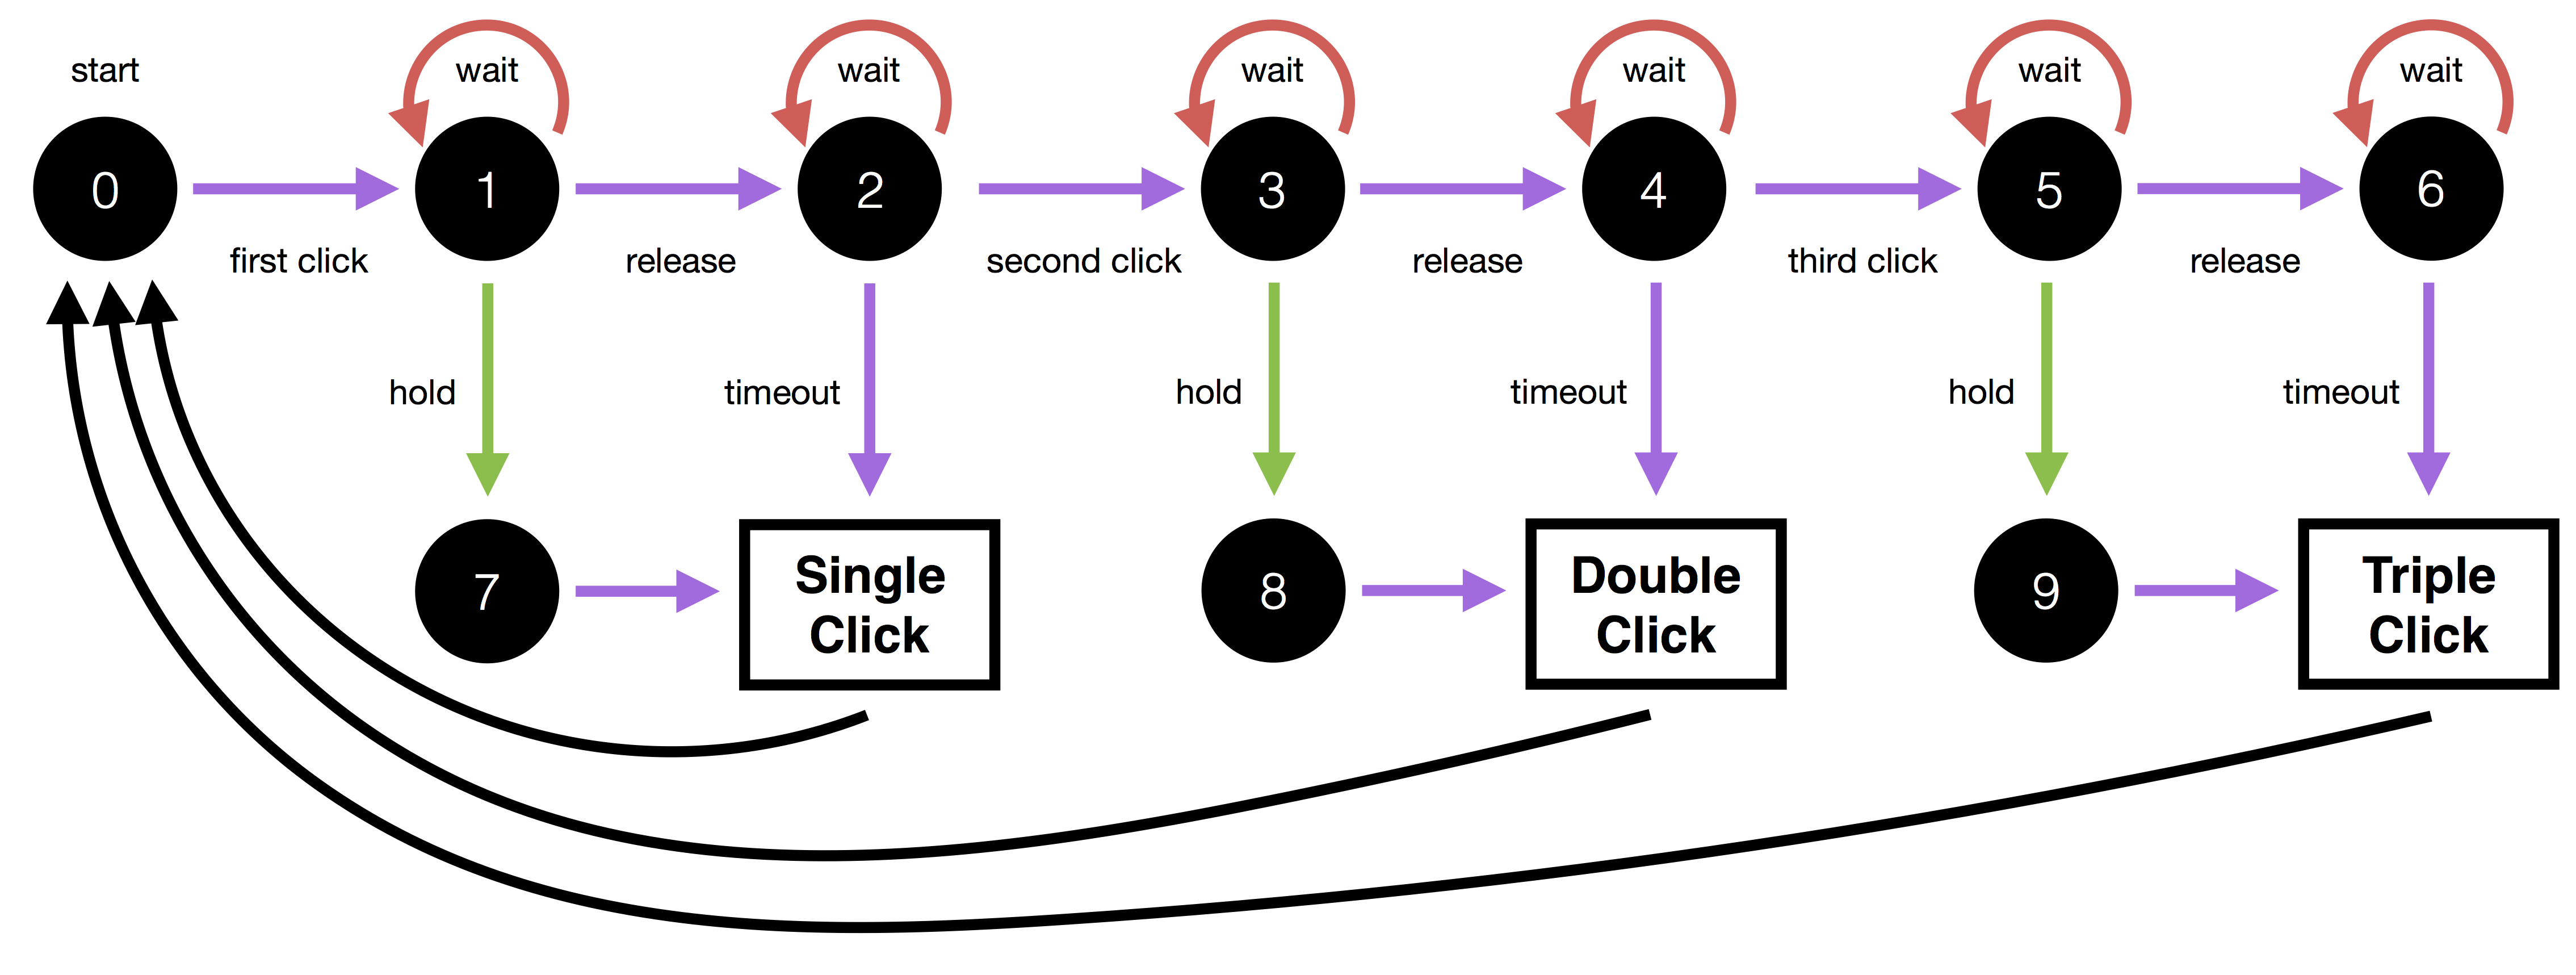 start
wait
wait
wait
wait
wait
wait
0
1
2
3
4
5
6
first click
release
second click
release
third click
release
hold
timeout
hold
timeout
hold
timeout
7
Single
Click
8
Double
Click
9
Triple
Click